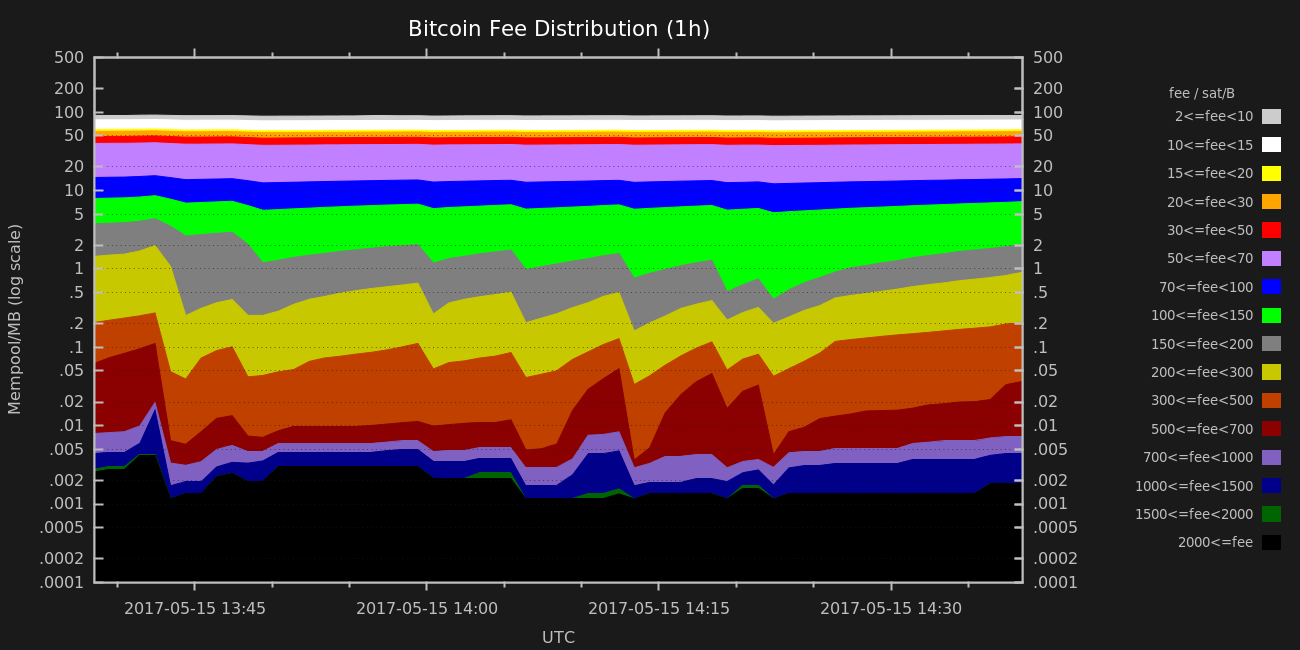 Bitcoin Fee Distribution (1h)
Mempool/MB (log scale)
500
200
100
50
20
10
5
2
1
.5
.2
.1
.05
.02
.01
.005
.002
.001
.0005
.0002
.0001
500
200
100
50
20
10
5
2
1
.5
.2
.1
.05
.02
.01
.005
.002
.001
.0005
.0002
.0001
2017-05-15 13:45
2017-05-15 14:00
2017-05-15 14:15
2017-05-15 14:30
UTC
fee / sat/B
2<=fee<10
10<=fee<15
15<=fee<20
20<=fee<30
30<=fee<50
50<=fee<70
70<=fee<100
100<=fee<150
150<=fee<200
200<=fee<300
300<=fee<500
500<=fee<700
700<=fee<1000
1000<=fee<1500
1500<=fee<2000
2000<=fee